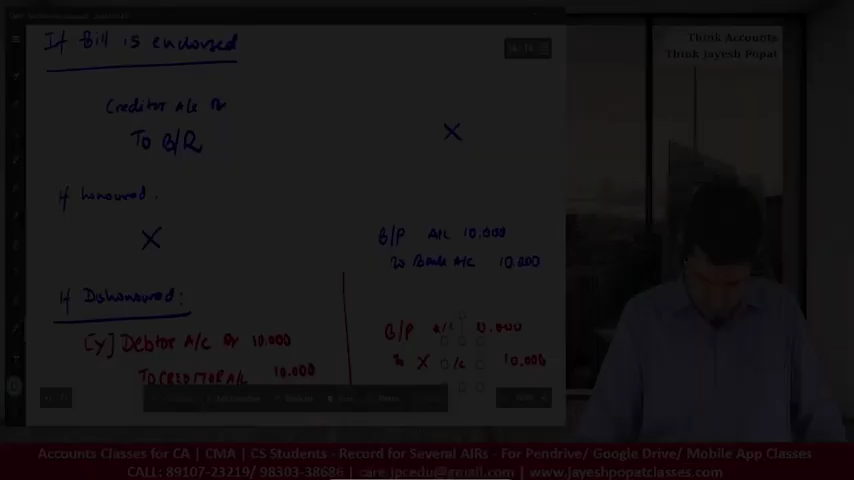 If Bill is endorsed
Think Accounts
Think Jayesh Popat
Creditor A/c Dr
To B/R
X
If honoured.
X
B/P A/c 10,000
To Bank A/c 10,000
If Dishonoured:
[Y] Debtor A/c Dr 10.000
TO CREDITOR A/c 10.000
B/P A/c 10.000
To X A/c 10,000
Accounts Classes for CA | CMA | CS Students - Record for Several AIRs - For Pendrive/ Google Drive/ Mobile App Classes
CALL: 89107-23219/ 98303-38686 | care.jpcedu@gmail.com | www.jayeshpopatclasses.com